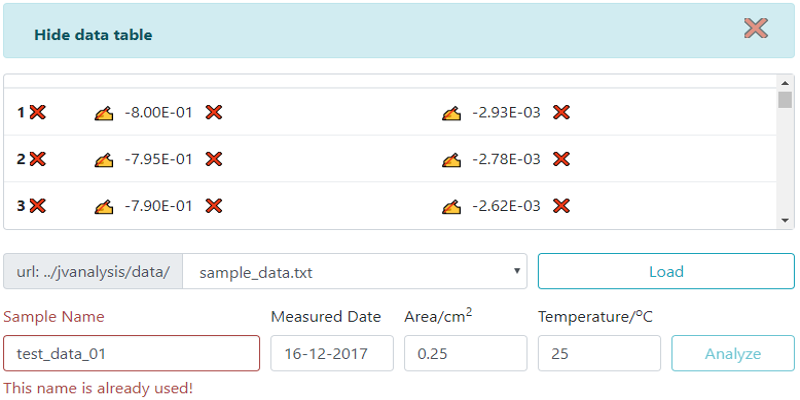 Hide data table
1 -8.00E-01 -2.93E-03
2 -7.95E-01 -2.78E-03
3 -7.90E-01 -2.62E-03
url: ../jvanalysis/data/ sample_data.txt Load
Sample Name Measured Date Area/cm² Temperature/°C
test_data_01 16-12-2017 0.25 25 Analyze
This name is already used!